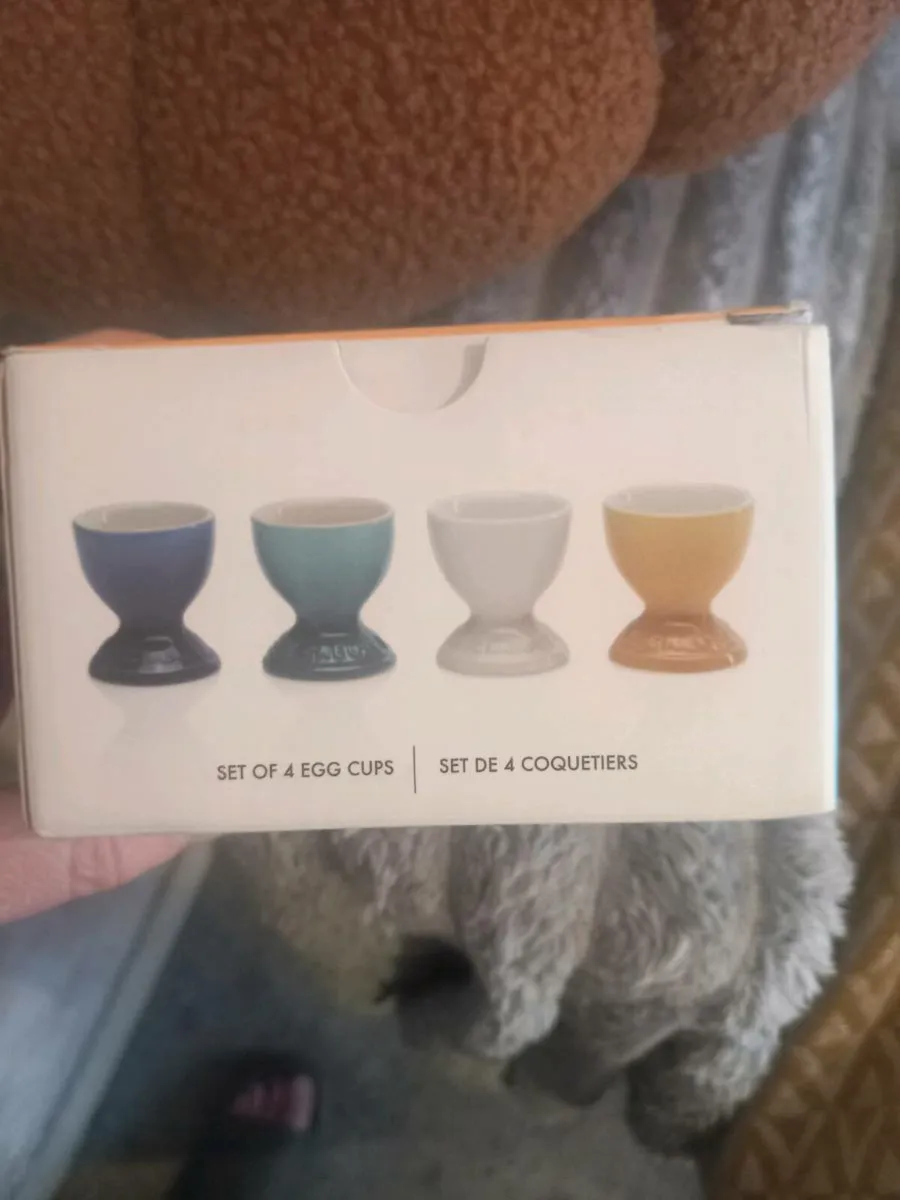 SET OF 4 EGG CUPS
SET DE 4 COQUETIERS